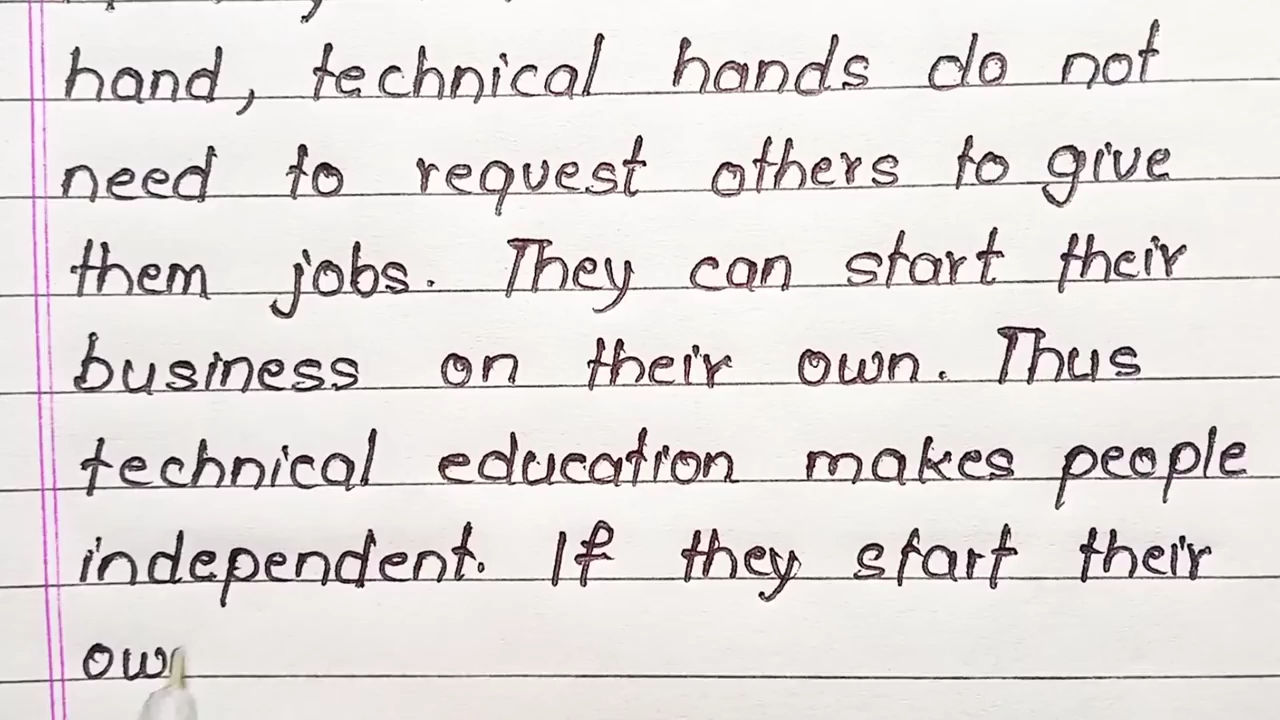 hand, technical hands do not
need to request others to give
them jobs. They can start their
business on their own. Thus
technical education makes people
independent. If they start their